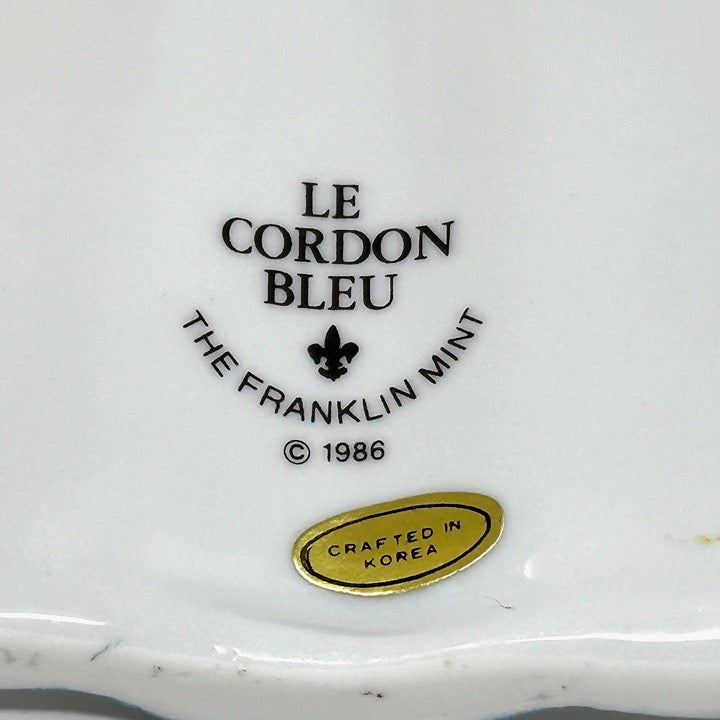 LE
CORDON
BLEU
THE FRANKLIN MINT
© 1986
CRAFTED IN
KOREA